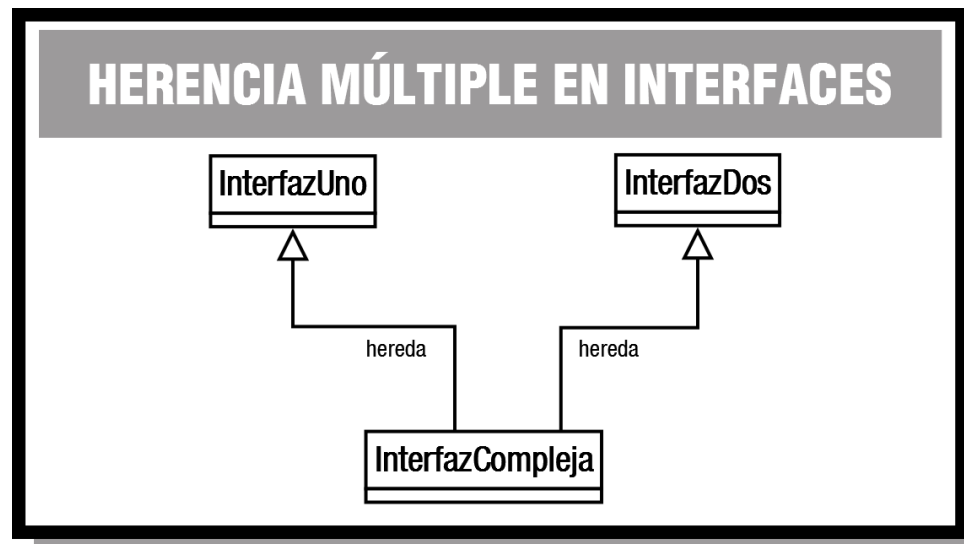 HERENCIA MÚLTIPLE EN INTERFACES
InterfazUno
InterfazDos
hereda
hereda
InterfazCompleja